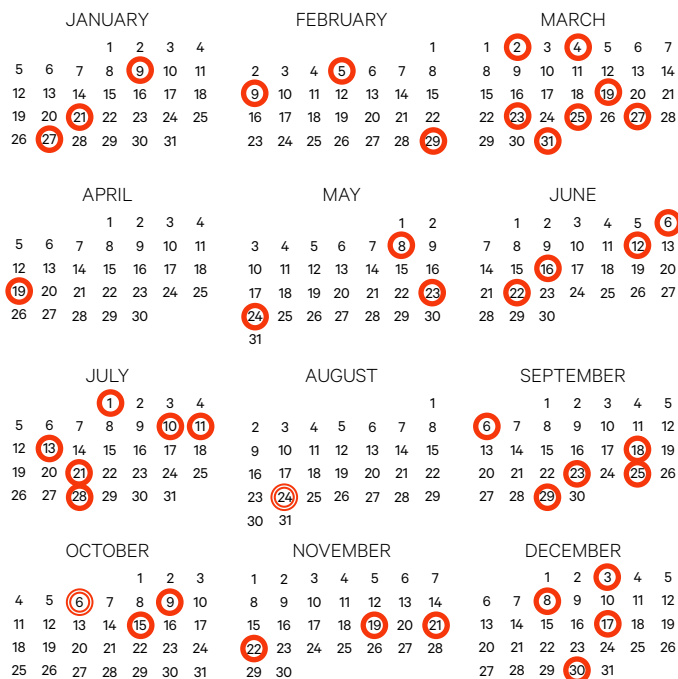 JANUARY FEBRUARY MARCH
1 2 3 4 1 1 2 3 4 5 6 7
5 6 7 8 9 10 11 2 3 4 5 6 7 8 8 9 10 11 12 13 14
12 13 14 15 16 17 18 9 10 11 12 13 14 15 15 16 17 18 19 20 21
19 20 21 22 23 24 25 16 17 18 19 20 21 22 22 23 24 25 26 27 28
26 27 28 29 30 31 23 24 25 26 27 28 29 29 30 31
APRIL MAY JUNE
1 2 3 4 1 2 1 2 3 4 5 6
5 6 7 8 9 10 11 3 4 5 6 7 8 9 7 8 9 10 11 12 13
12 13 14 15 16 17 18 10 11 12 13 14 15 16 14 15 16 17 18 19 20
19 20 21 22 23 24 25 17 18 19 20 21 22 23 21 22 23 24 25 26 27
26 27 28 29 30 24 25 26 27 28 29 30 28 29 30
31
JULY AUGUST SEPTEMBER
1 2 3 4 1 1 2 3 4 5
5 6 7 8 9 10 11 2 3 4 5 6 7 8 6 7 8 9 10 11 12
12 13 14 15 16 17 18 9 10 11 12 13 14 15 13 14 15 16 17 18 19
19 20 21 22 23 24 25 16 17 18 19 20 21 22 20 21 22 23 24 25 26
26 27 28 29 30 31 23 24 25 26 27 28 29 27 28 29 30
30 31
OCTOBER NOVEMBER DECEMBER
1 2 3 1 2 3 4 5 6 7 1 2 3 4 5
4 5 6 7 8 9 10 8 9 10 11 12 13 14 6 7 8 9 10 11 12
11 12 13 14 15 16 17 15 16 17 18 19 20 21 13 14 15 16 17 18 19
18 19 20 21 22 23 24 22 23 24 25 26 27 28 20 21 22 23 24 25 26
25 26 27 28 29 30 31 29 30 27 28 29 30 31